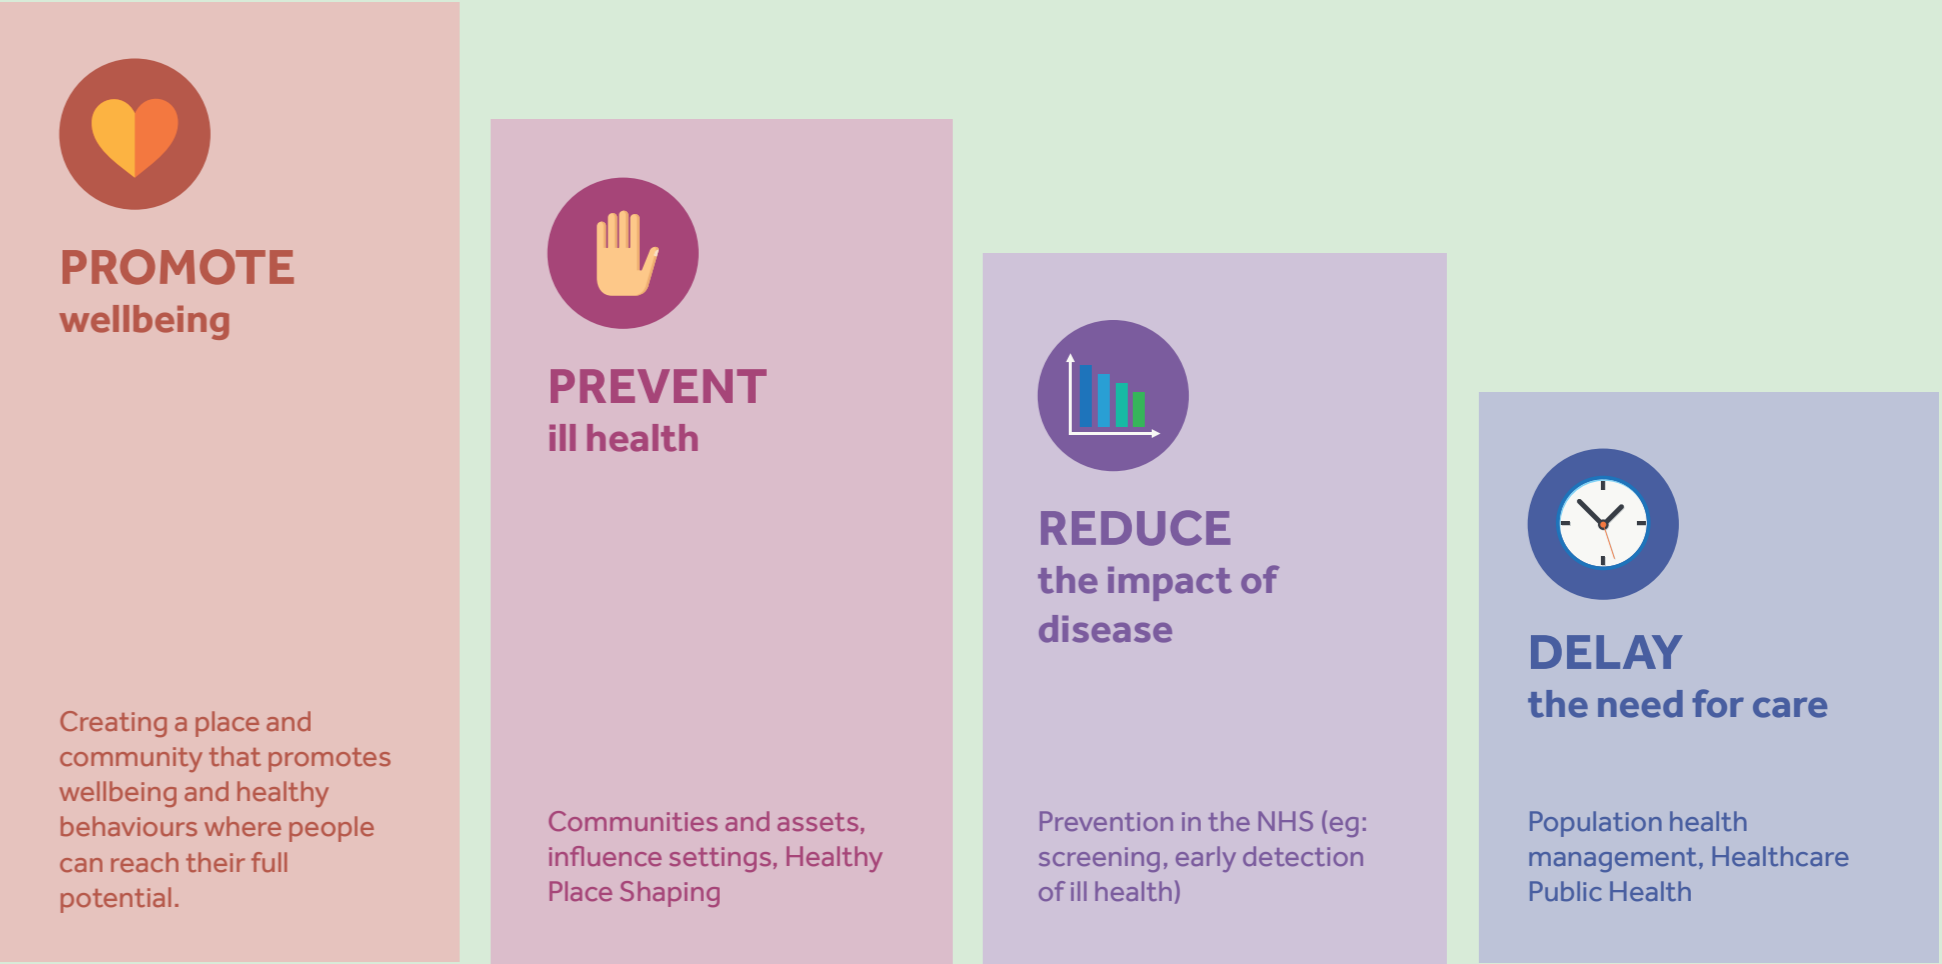 PROMOTE
wellbeing
Creating a place and
community that promotes
wellbeing and healthy
behaviours where people
can reach their full
potential.
PREVENT
ill health
Communities and assets,
influence settings, Healthy
Place Shaping
REDUCE
the impact of
disease
Prevention in the NHS (eg:
screening, early detection
of ill health)
DELAY
the need for care
Population health
management, Healthcare
Public Health